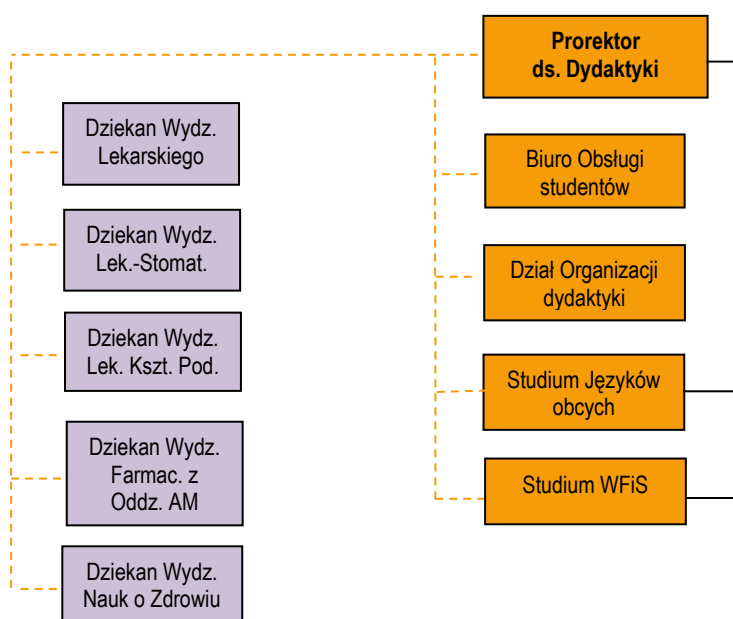 Prorektor
ds. Dydaktyki
Dziekan Wydz.
Lekarskiego
Dziekan Wydz.
Lek.-Stomat.
Dziekan Wydz.
Lek. Kszt. Pod.
Dziekan Wydz.
Farmac. z
Oddz. AM
Dziekan Wydz.
Nauk o Zdrowiu
Biuro Obsługi
studentów
Dział Organizacji
dydaktyki
Studium Języków
obcych
Studium WFiS